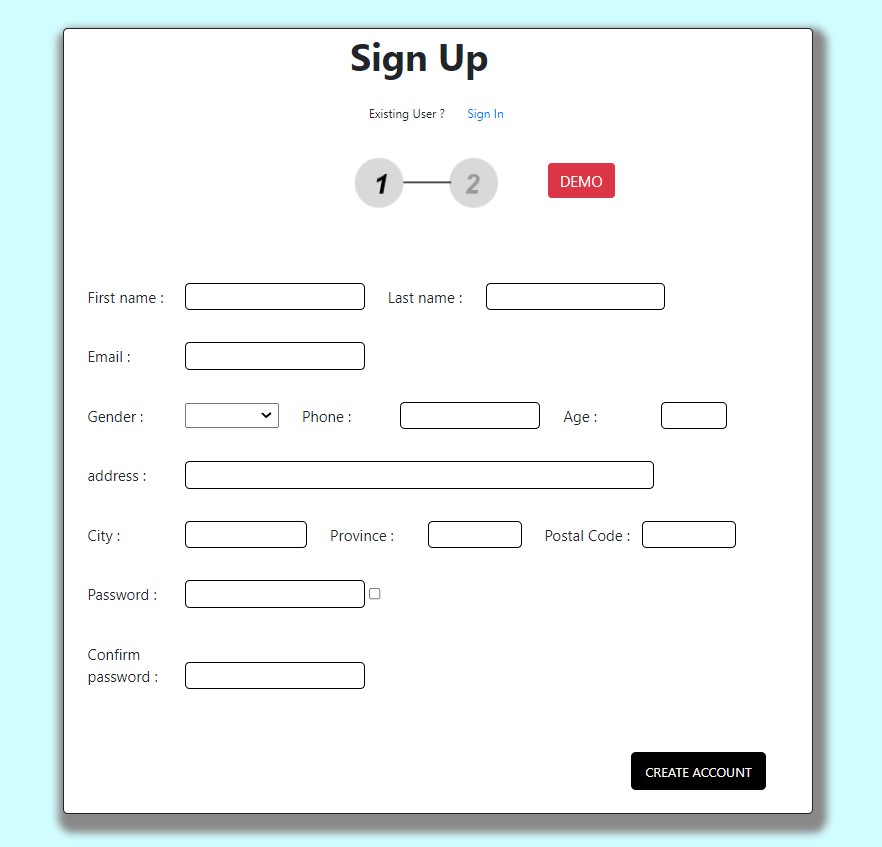 Sign Up
Existing User ? Sign In
1 2 DEMO
First name : Last name :
Email :
Gender : Phone : Age :
address :
City : Province : Postal Code :
Password :
Confirm
password :
CREATE ACCOUNT